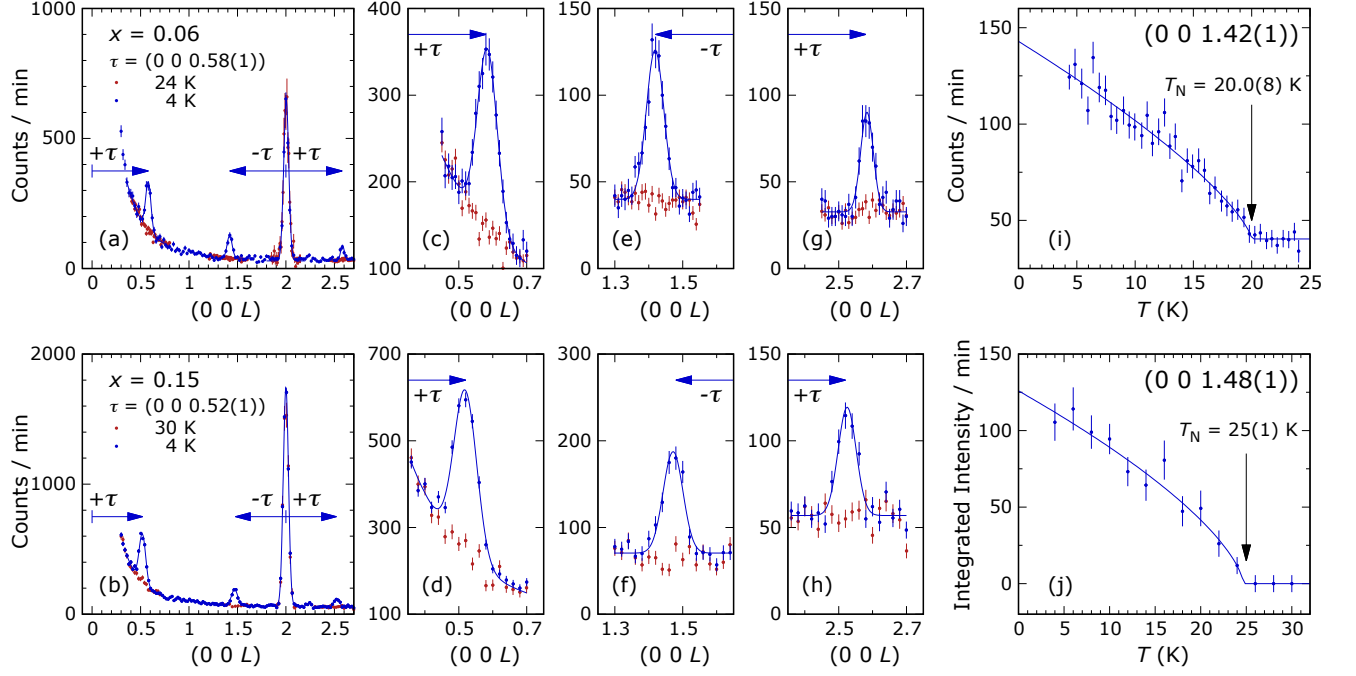 1000
750
500
250
0
Counts / min
x = 0.06
τ = (0 0 0.58(1))
24 K
4 K
+τ
-τ
+τ
(a)
0
0.5
1
1.5
2
2.5
(0 0 L)
400
300
200
100
+τ
(c)
0.5
0.7
(0 0 L)
150
100
50
0
-τ
(e)
1.3
1.5
(0 0 L)
150
100
50
0
+τ
(g)
2.5
2.7
(0 0 L)
150
100
50
Counts / min
(0 0 1.42(1))
TN = 20.0(8) K
(i)
0
5
10
15
20
25
T (K)
2000
1000
0
Counts / min
x = 0.15
τ = (0 0 0.52(1))
30 K
4 K
+τ
-τ
+τ
(b)
0
0.5
1
1.5
2
2.5
(0 0 L)
700
500
300
100
+τ
(d)
0.5
0.7
(0 0 L)
300
200
100
0
-τ
(f)
1.3
1.5
(0 0 L)
150
100
50
0
+τ
(h)
2.5
2.7
(0 0 L)
150
100
50
0
Integrated Intensity / min
(0 0 1.48(1))
TN = 25(1) K
(j)
0
5
10
15
20
25
30
T (K)